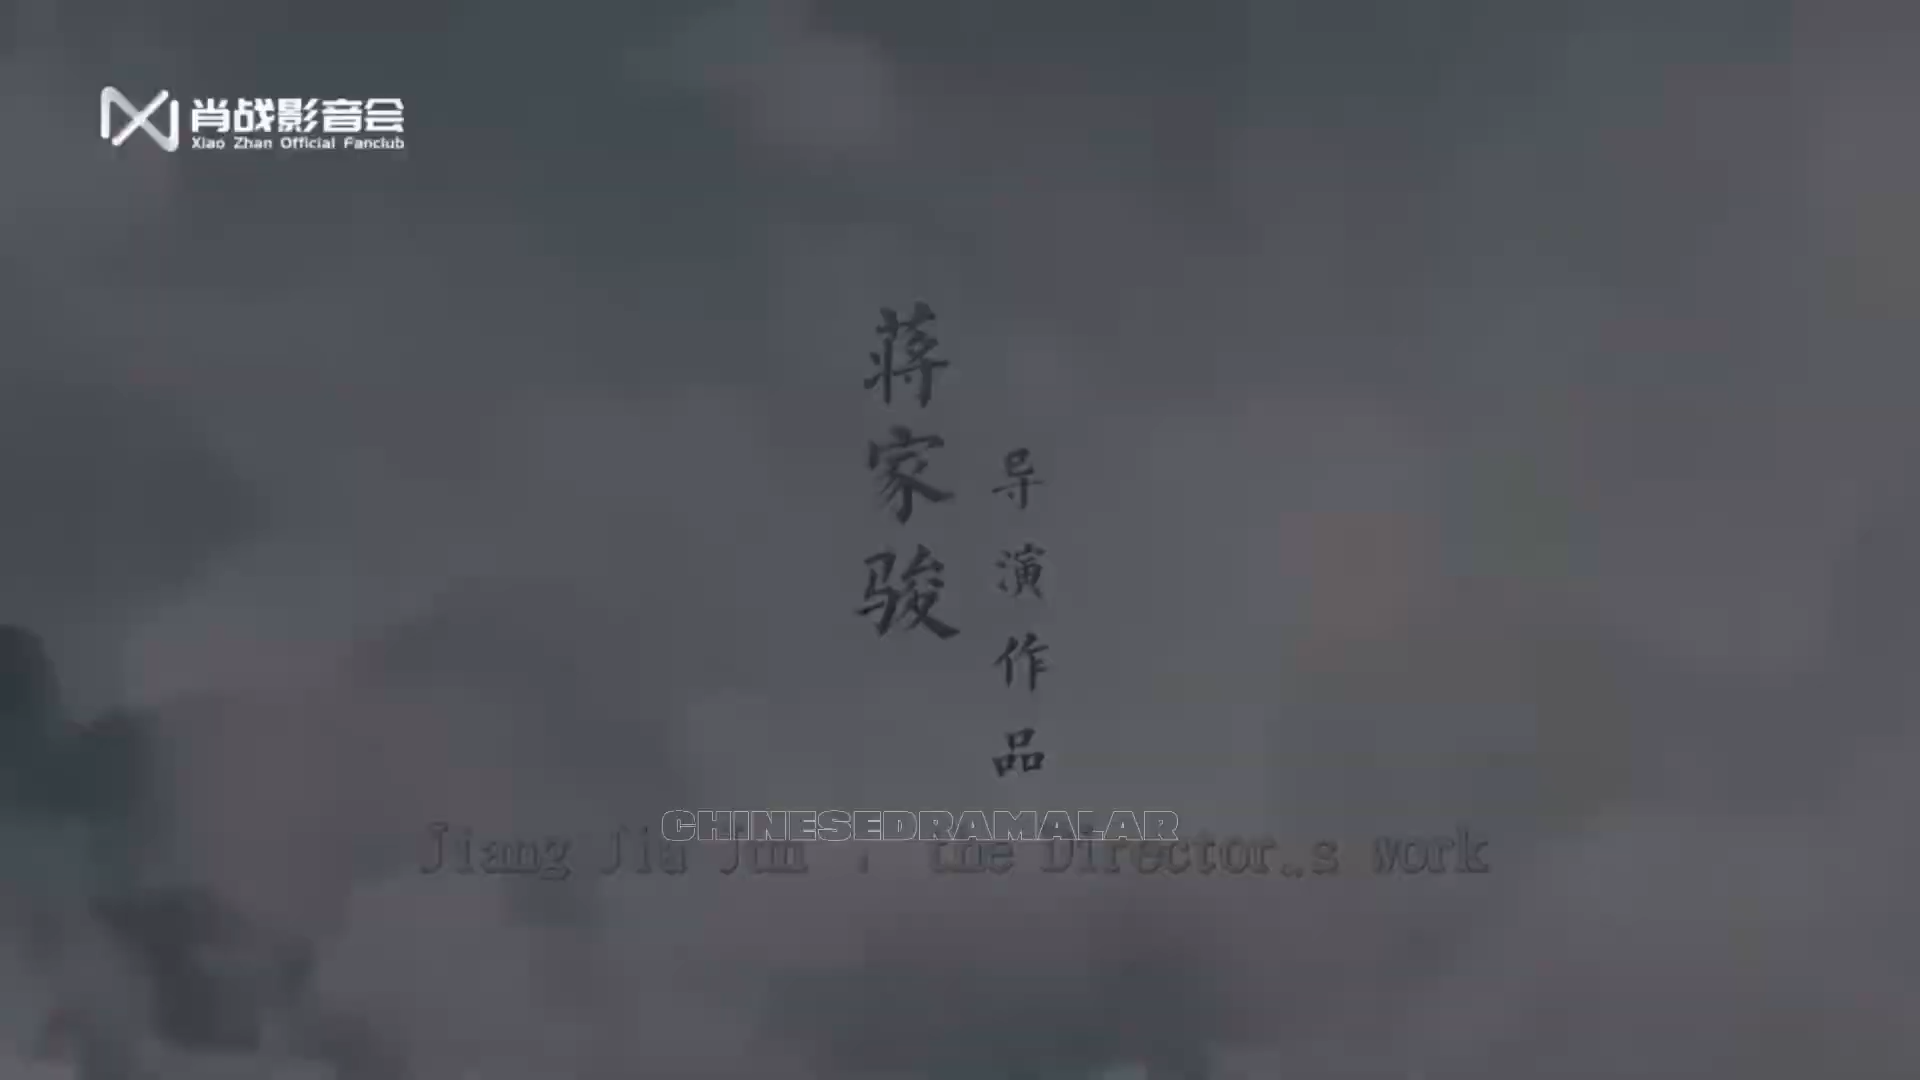 肖战影音会
Xiao Zhan Official Fanclub
蒋家骏
导演作品
CHINESEDRAMALAR
Jiang Jia Jun : the Director..s work